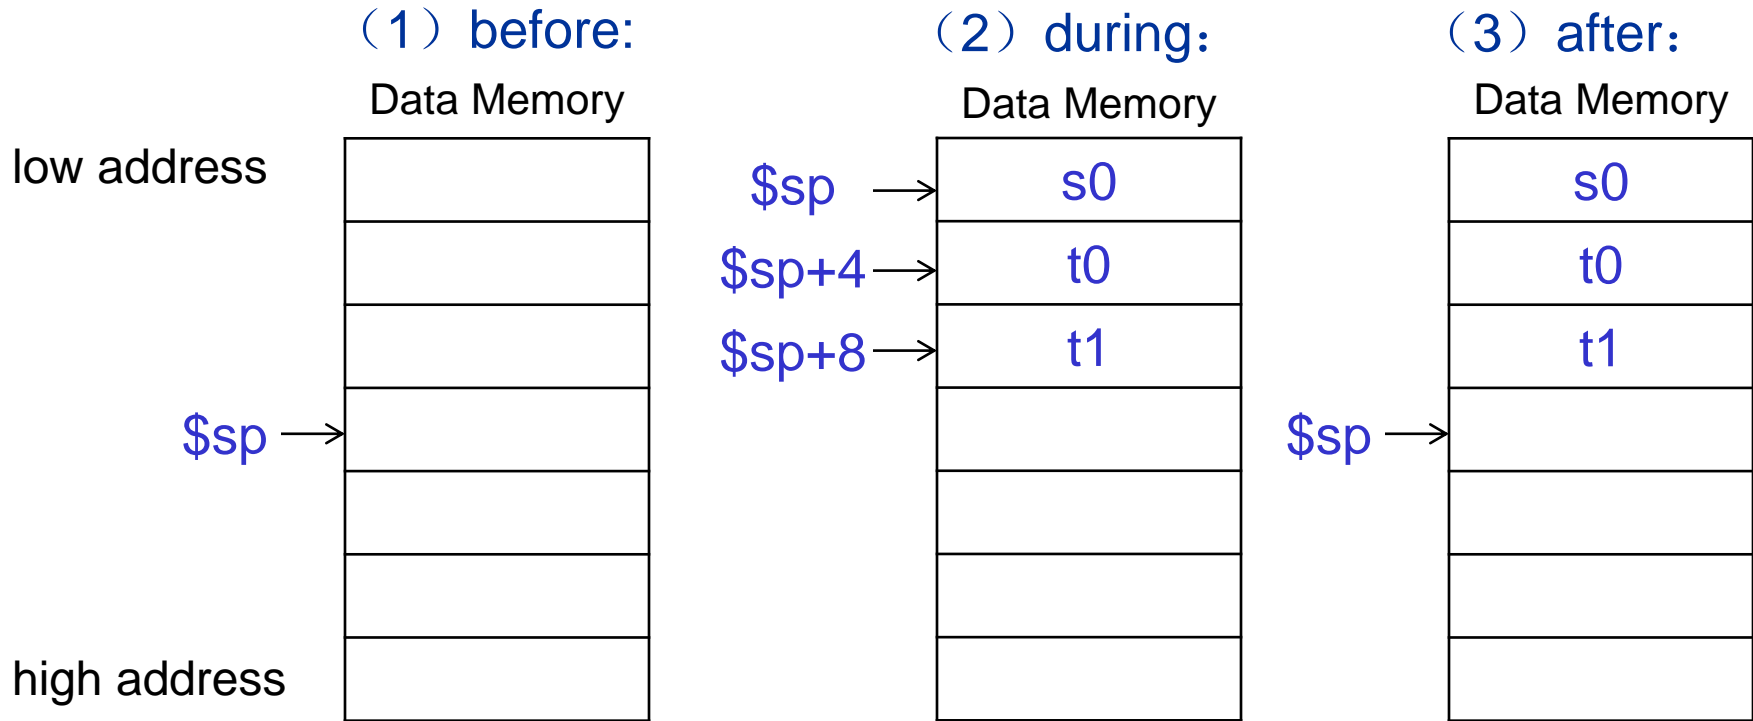 （1）before:
Data Memory
low address
$sp
high address
（2）during：
Data Memory
$sp
s0
$sp+4
t0
$sp+8
t1
（3）after：
Data Memory
s0
t0
t1
$sp